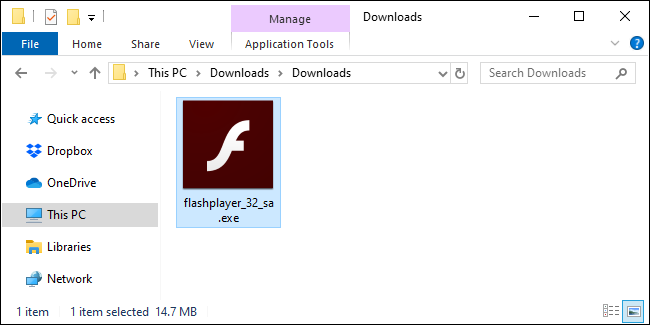 Manage
Downloads
File
Home
Share
View
Application Tools
This PC
Downloads
Downloads
Search Downloads
Quick access
Dropbox
OneDrive
This PC
Libraries
Network
flashplayer_32_sa
.exe
1 item
1 item selected 14.7 MB